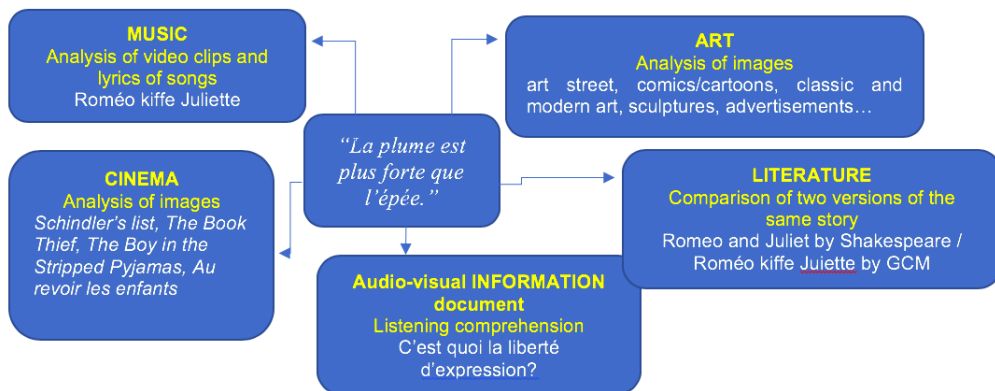 MUSIC
Analysis of video clips and
lyrics of songs
Roméo kiffe Juliette
ART
Analysis of images
art street, comics/cartoons, classic and
modern art, sculptures, advertisements…
“La plume est
plus forte que
l’épée.”
CINEMA
Analysis of images
Schindler’s list, The Book
Thief, The Boy in the
Stripped Pyjamas, Au
revoir les enfants
LITERATURE
Comparison of two versions of the
same story
Romeo and Juliet by Shakespeare /
Roméo kiffe Juiette by GCM
Audio-visual INFORMATION
document
Listening comprehension
C’est quoi la liberté
d’expression?